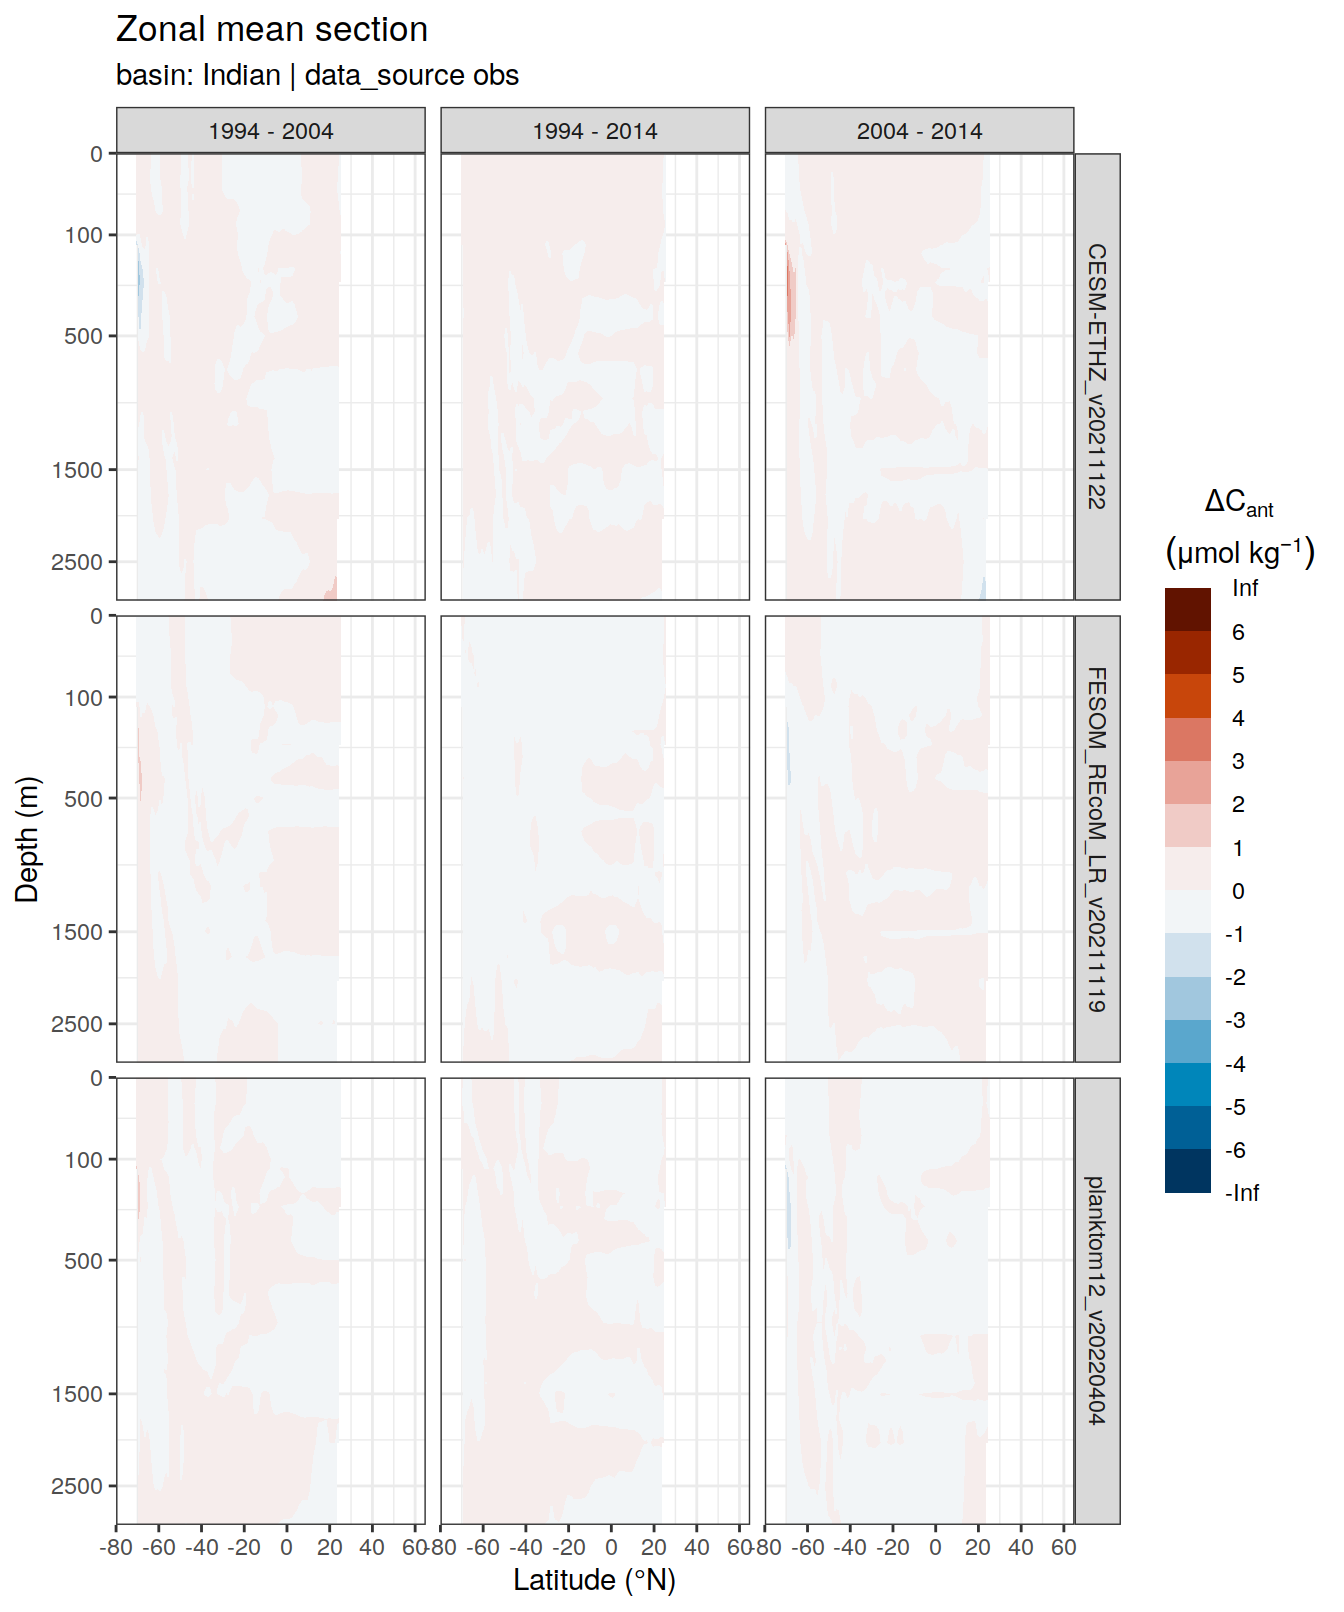 Zonal mean section
basin: Indian | data_source obs
1994 - 2004
1994 - 2014
2004 - 2014
0
100
500
1500
2500
CESM-ETHZ_v20211122
0
100
500
1500
2500
FESOM_REcoM_LR_v20211119
0
100
500
1500
2500
planktom12_v20220404
Depth (m)
-80 -60 -40 -20 0 20 40 60
-80 -60 -40 -20 0 20 40 60
-80 -60 -40 -20 0 20 40 60
Latitude (°N)
ΔCant
(μmol kg−1)
Inf
6
5
4
3
2
1
0
-1
-2
-3
-4
-5
-6
-Inf